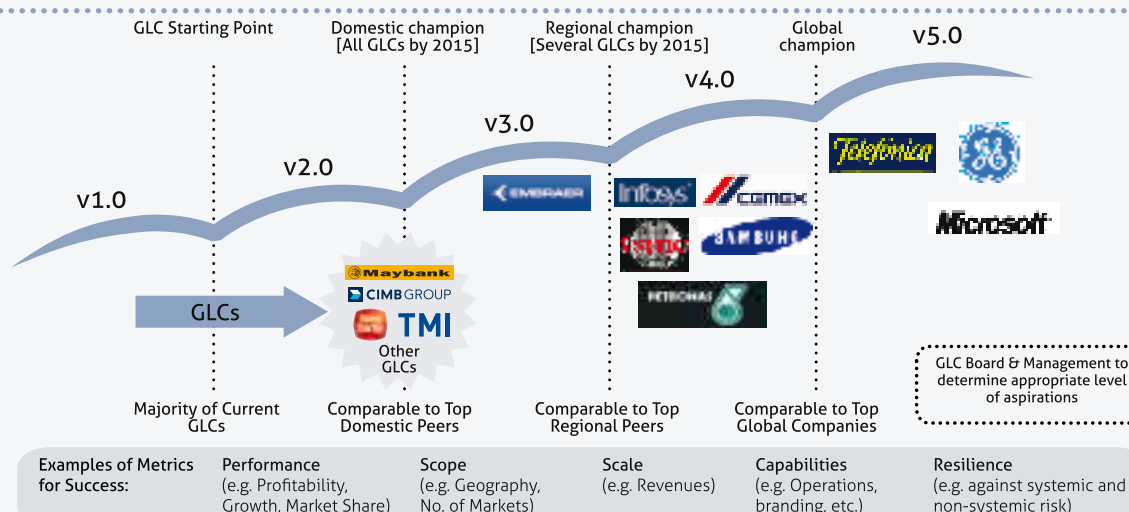 GLC Starting Point
Domestic champion
[All GLCs by 2015]
Regional champion
[Several GLCs by 2015]
Global
champion
v5.0
v4.0
v3.0
v2.0
v1.0
Telefónica
EMBRAER
Infosys
CEMEX
Microsoft
SAMSUNG
Maybank
CIMBGROUP
PETRONAS
GLCs
TMI
Other
GLCs
GLC Board & Management to
determine appropriate level
of aspirations
Majority of Current
GLCs
Comparable to Top
Domestic Peers
Comparable to Top
Regional Peers
Comparable to Top
Global Companies
Examples of Metrics
for Success:
Performance
(e.g. Profitability,
Growth, Market Share)
Scope
(e.g. Geography,
No. of Markets)
Scale
(e.g. Revenues)
Capabilities
(e.g. Operations,
branding, etc.)
Resilience
(e.g. against systemic and
non-systemic risk)